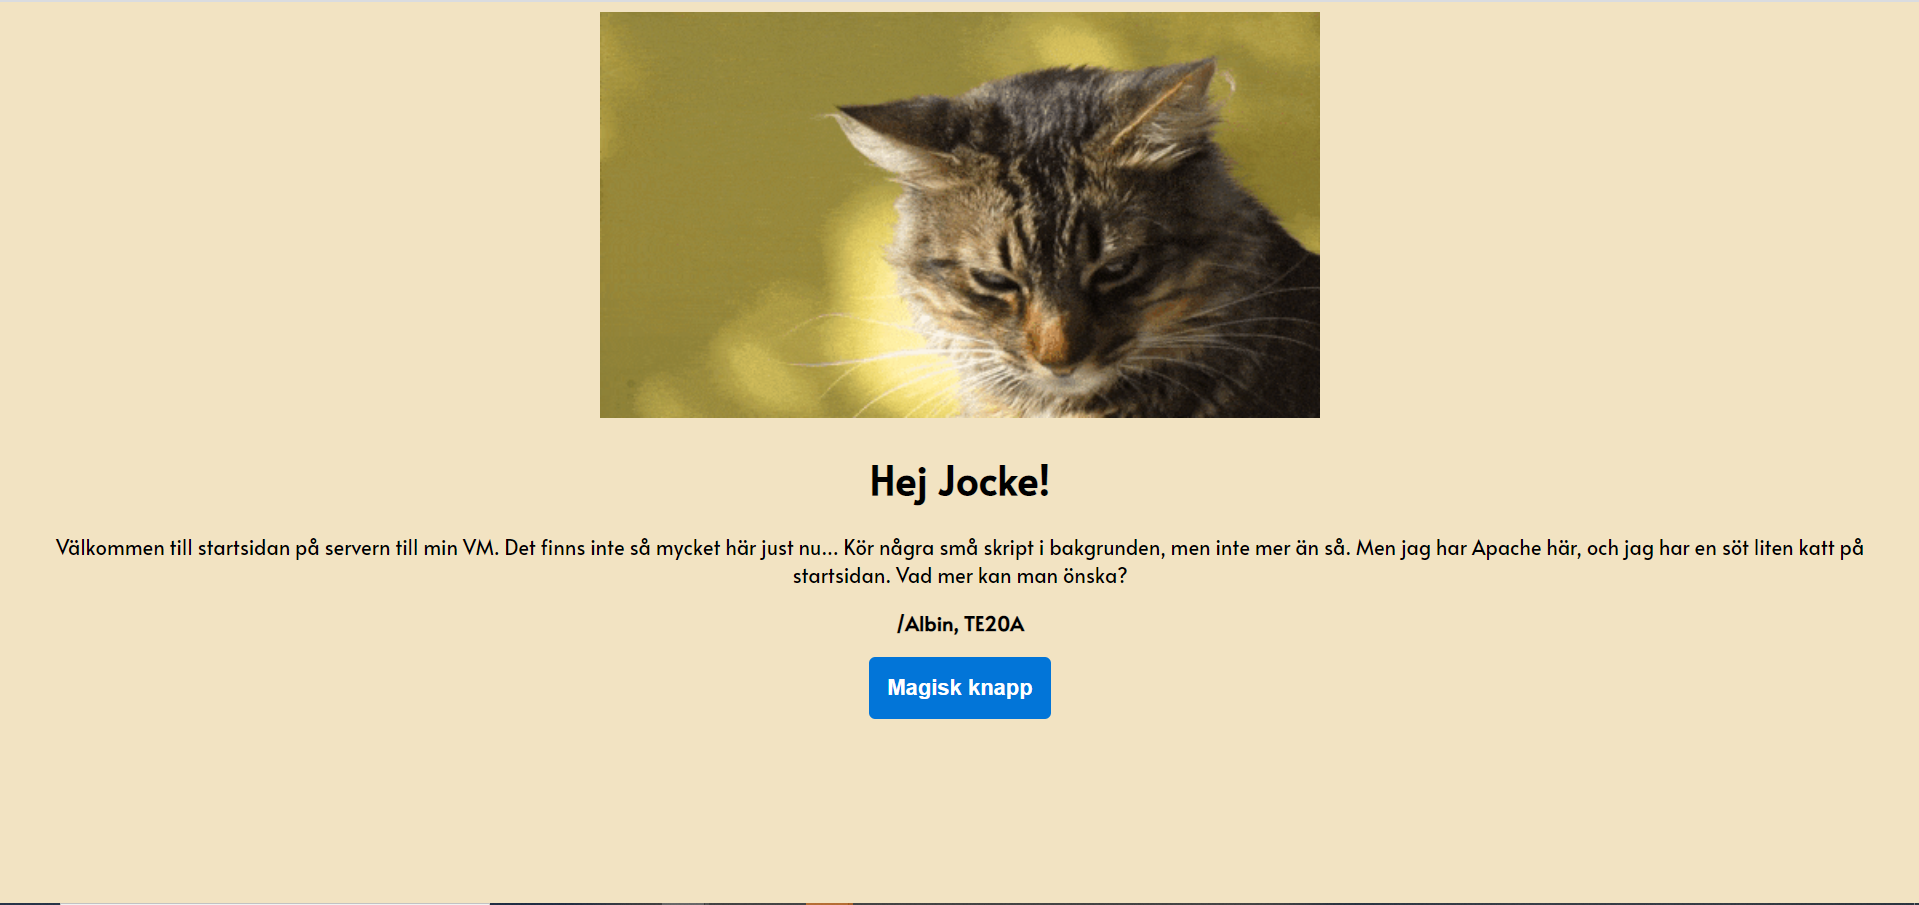 Hej Jocke!
Välkommen till startsidan på servern till min VM. Det finns inte så mycket här just nu... Kör några små skript i bakgrunden, men inte mer än så. Men jag har Apache här, och jag har en söt liten katt på
startsidan. Vad mer kan man önska?
/Albin, TE20A
Magisk knapp